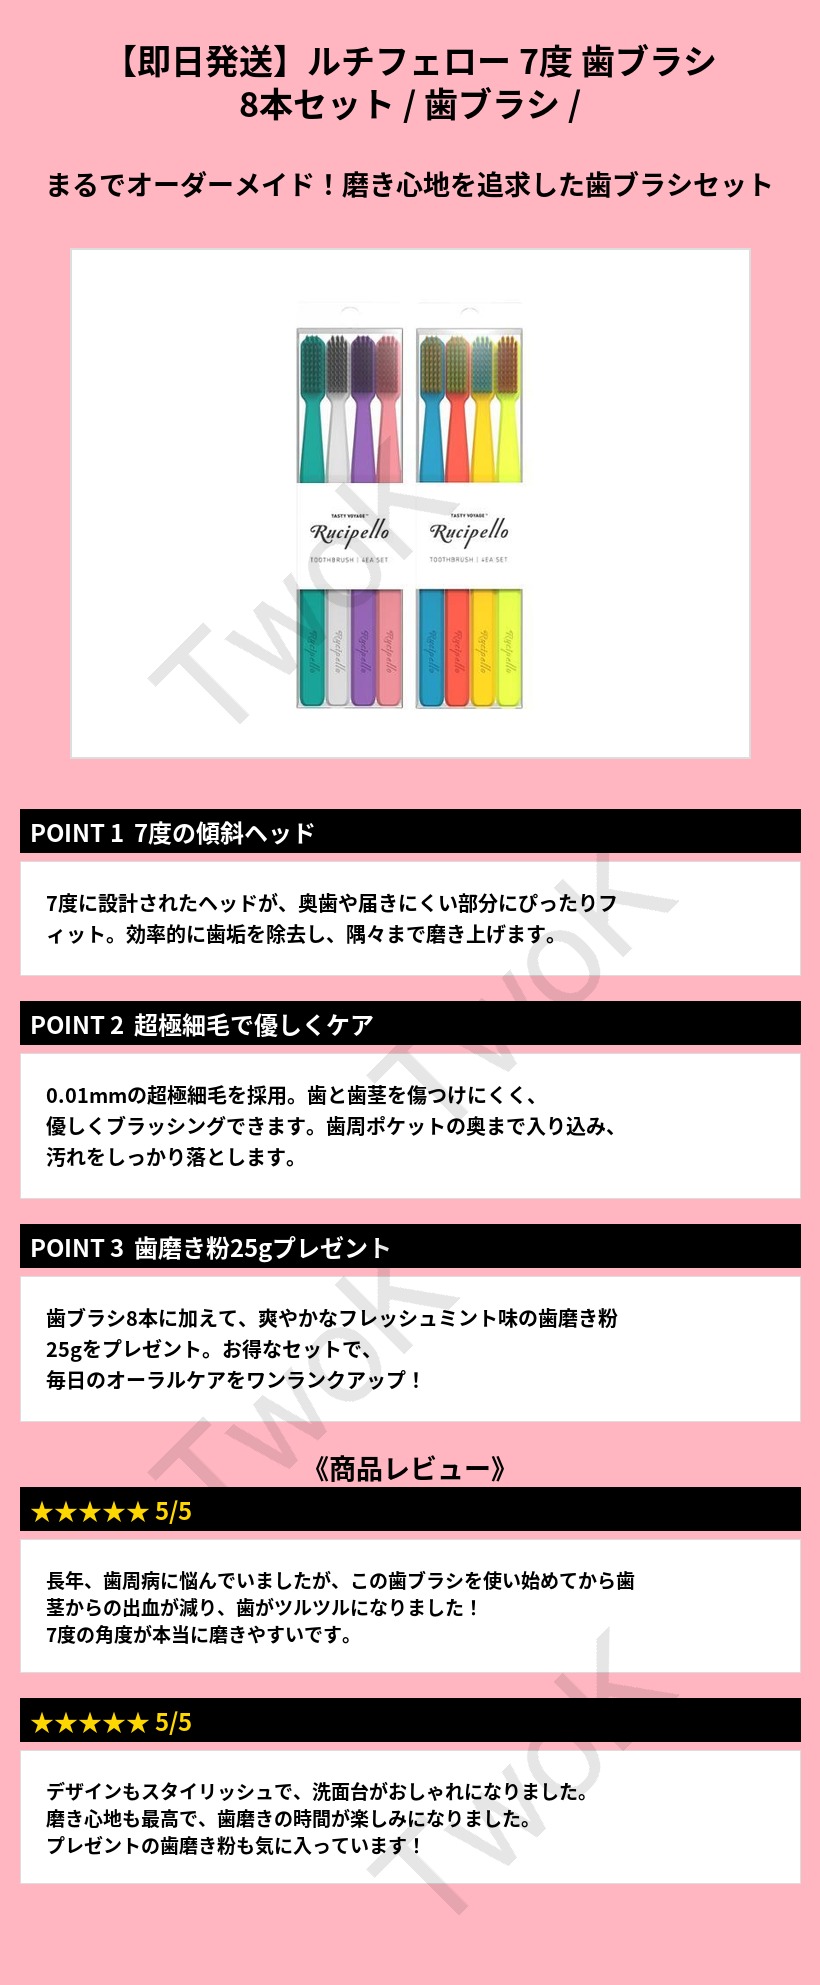 【即日発送】ルチフェロー 7度 歯ブラシ
8本セット / 歯ブラシ /
まるでオーダーメイド！磨き心地を追求した歯ブラシセット
TASTY VOYAGE™
Rucipello
TOOTHBRUSH | 4EA SET
TASTY VOYAGE™
Rucipello
TOOTHBRUSH | 4EA SET
Rucipello
Rucipello
Rucipello
Rucipello
Rucipello
Rucipello
Rucipello
Rucipello
TwoK
POINT 1 7度の傾斜ヘッド
7度に設計されたヘッドが、奥歯や届きにくい部分にぴったりフ
ィット。効率的に歯垢を除去し、隅々まで磨き上げます。
TwoK
POINT 2 超極細毛で優しくケア
0.01mmの超極細毛を採用。歯と歯茎を傷つけにくく、
優しくブラッシングできます。歯周ポケットの奥まで入り込み、
汚れをしっかり落とします。
POINT 3 歯磨き粉25gプレゼント
歯ブラシ8本に加えて、爽やかなフレッシュミント味の歯磨き粉
25gをプレゼント。お得なセットで、
毎日のオーラルケアをワンランクアップ！
TwoK
《商品レビュー》
★★★★★ 5/5
長年、歯周病に悩んでいましたが、この歯ブラシを使い始めてから歯
茎からの出血が減り、歯がツルツルになりました！
7度の角度が本当に磨きやすいです。
★★★★★ 5/5
デザインもスタイリッシュで、洗面台がおしゃれになりました。
磨き心地も最高で、歯磨きの時間が楽しみになりました。
プレゼントの歯磨き粉も気に入っています！
TwoK